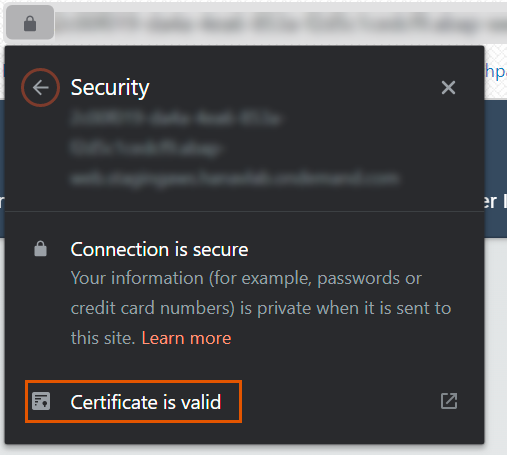 Security
Connection is secure
Your information (for example, passwords or
credit card numbers) is private when it is sent to
this site. Learn more
Certificate is valid